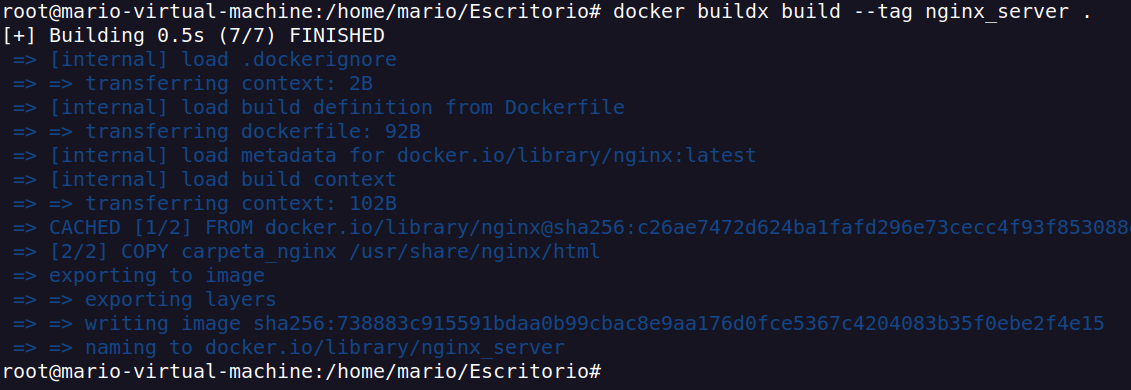 root@mario-virtual-machine:/home/mario/Escritorio# docker buildx build --tag nginx_server .
[+] Building 0.5s (7/7) FINISHED
=> [internal] load .dockerignore
=> => transferring context: 2B
=> [internal] load build definition from Dockerfile
=> => transferring dockerfile: 92B
=> [internal] load metadata for docker.io/library/nginx:latest
=> [internal] load build context
=> => transferring context: 102B
=> CACHED [1/2] FROM docker.io/library/nginx@sha256:c26ae7472d624ba1fafd296e73cecc4f93f853088
=> [2/2] COPY carpeta_nginx /usr/share/nginx/html
=> exporting to image
=> => exporting layers
=> => writing image sha256:738883c915591bdaa0b99cbac8e9aa176d0fce5367c4204083b35f0ebe2f4e15
=> => naming to docker.io/library/nginx_server
root@mario-virtual-machine:/home/mario/Escritorio#